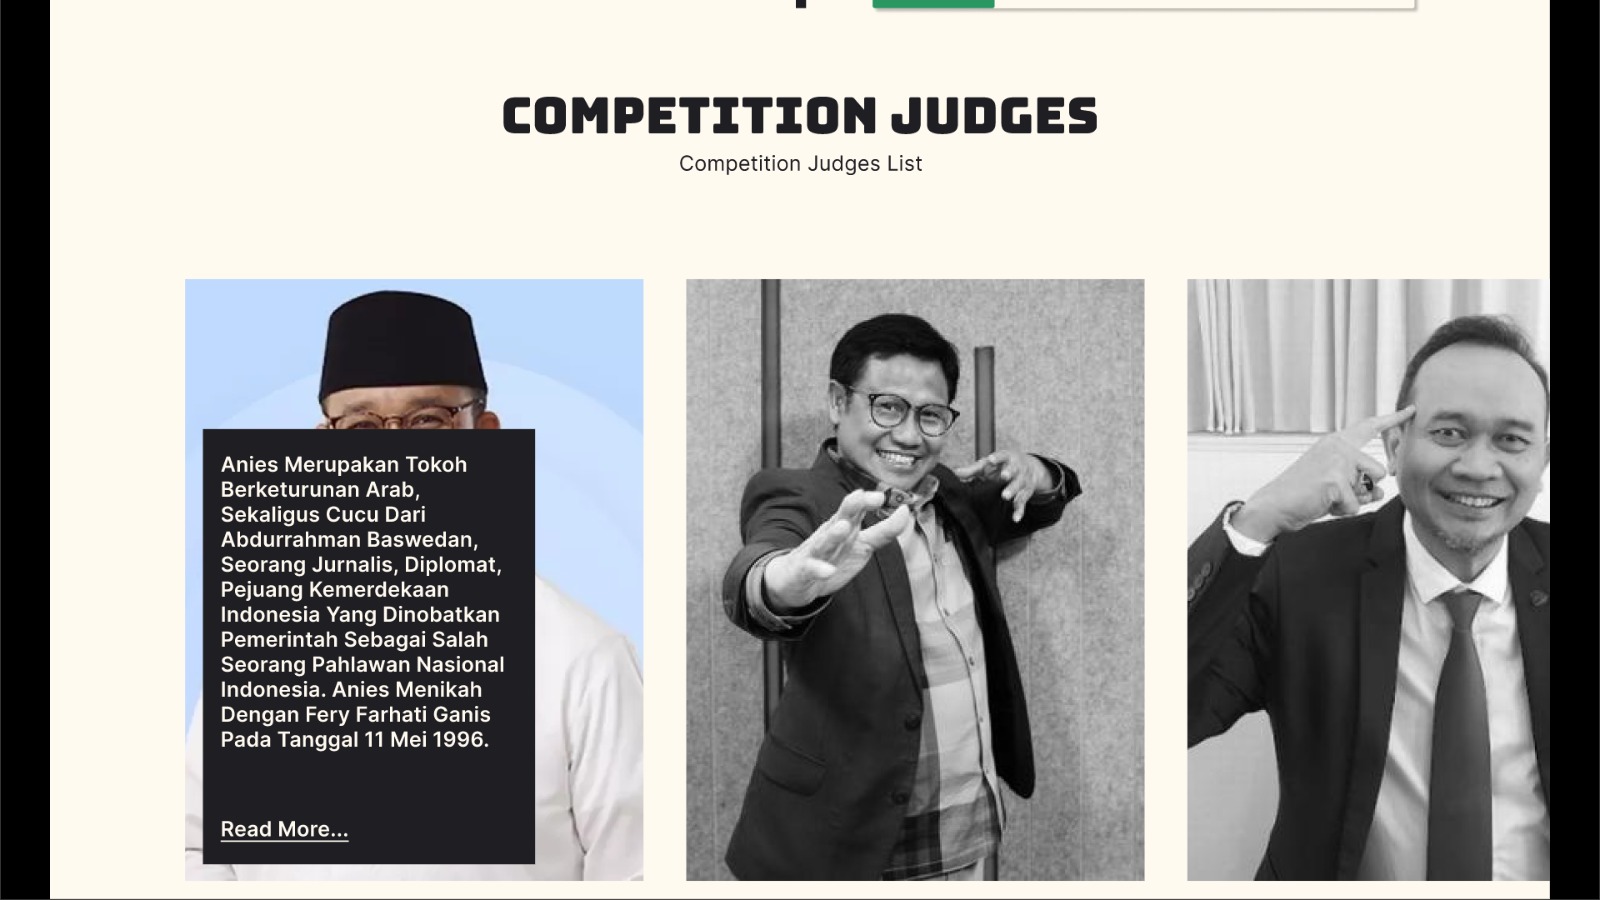 COMPETITION JUDGES
Competition Judges List
Anies Merupakan Tokoh
Berketurunan Arab,
Sekaligus Cucu Dari
Abdurrahman Baswedan,
Seorang Jurnalis, Diplomat,
Pejuang Kemerdekaan
Indonesia Yang Dinobatkan
Pemerintah Sebagai Salah
Seorang Pahlawan Nasional
Indonesia. Anies Menikah
Dengan Fery Farhati Ganis
Pada Tanggal 11 Mei 1996.
Read More...